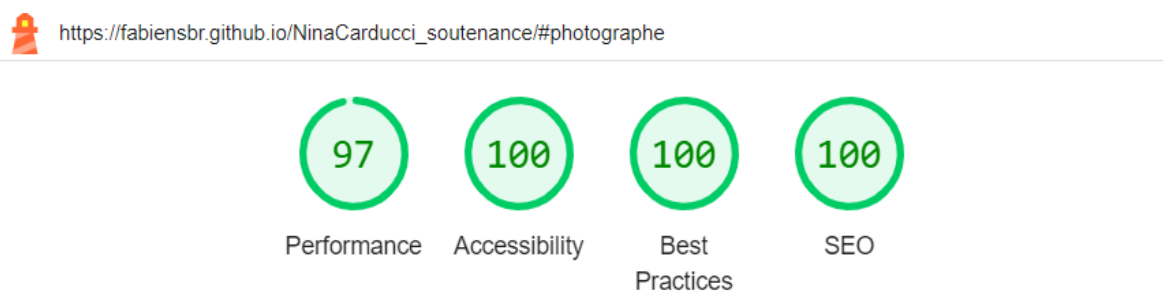 https://fabiensbr.github.io/NinaCarducci_soutenance/#photographe
97 100 100 100
Performance Accessibility Best Practices SEO